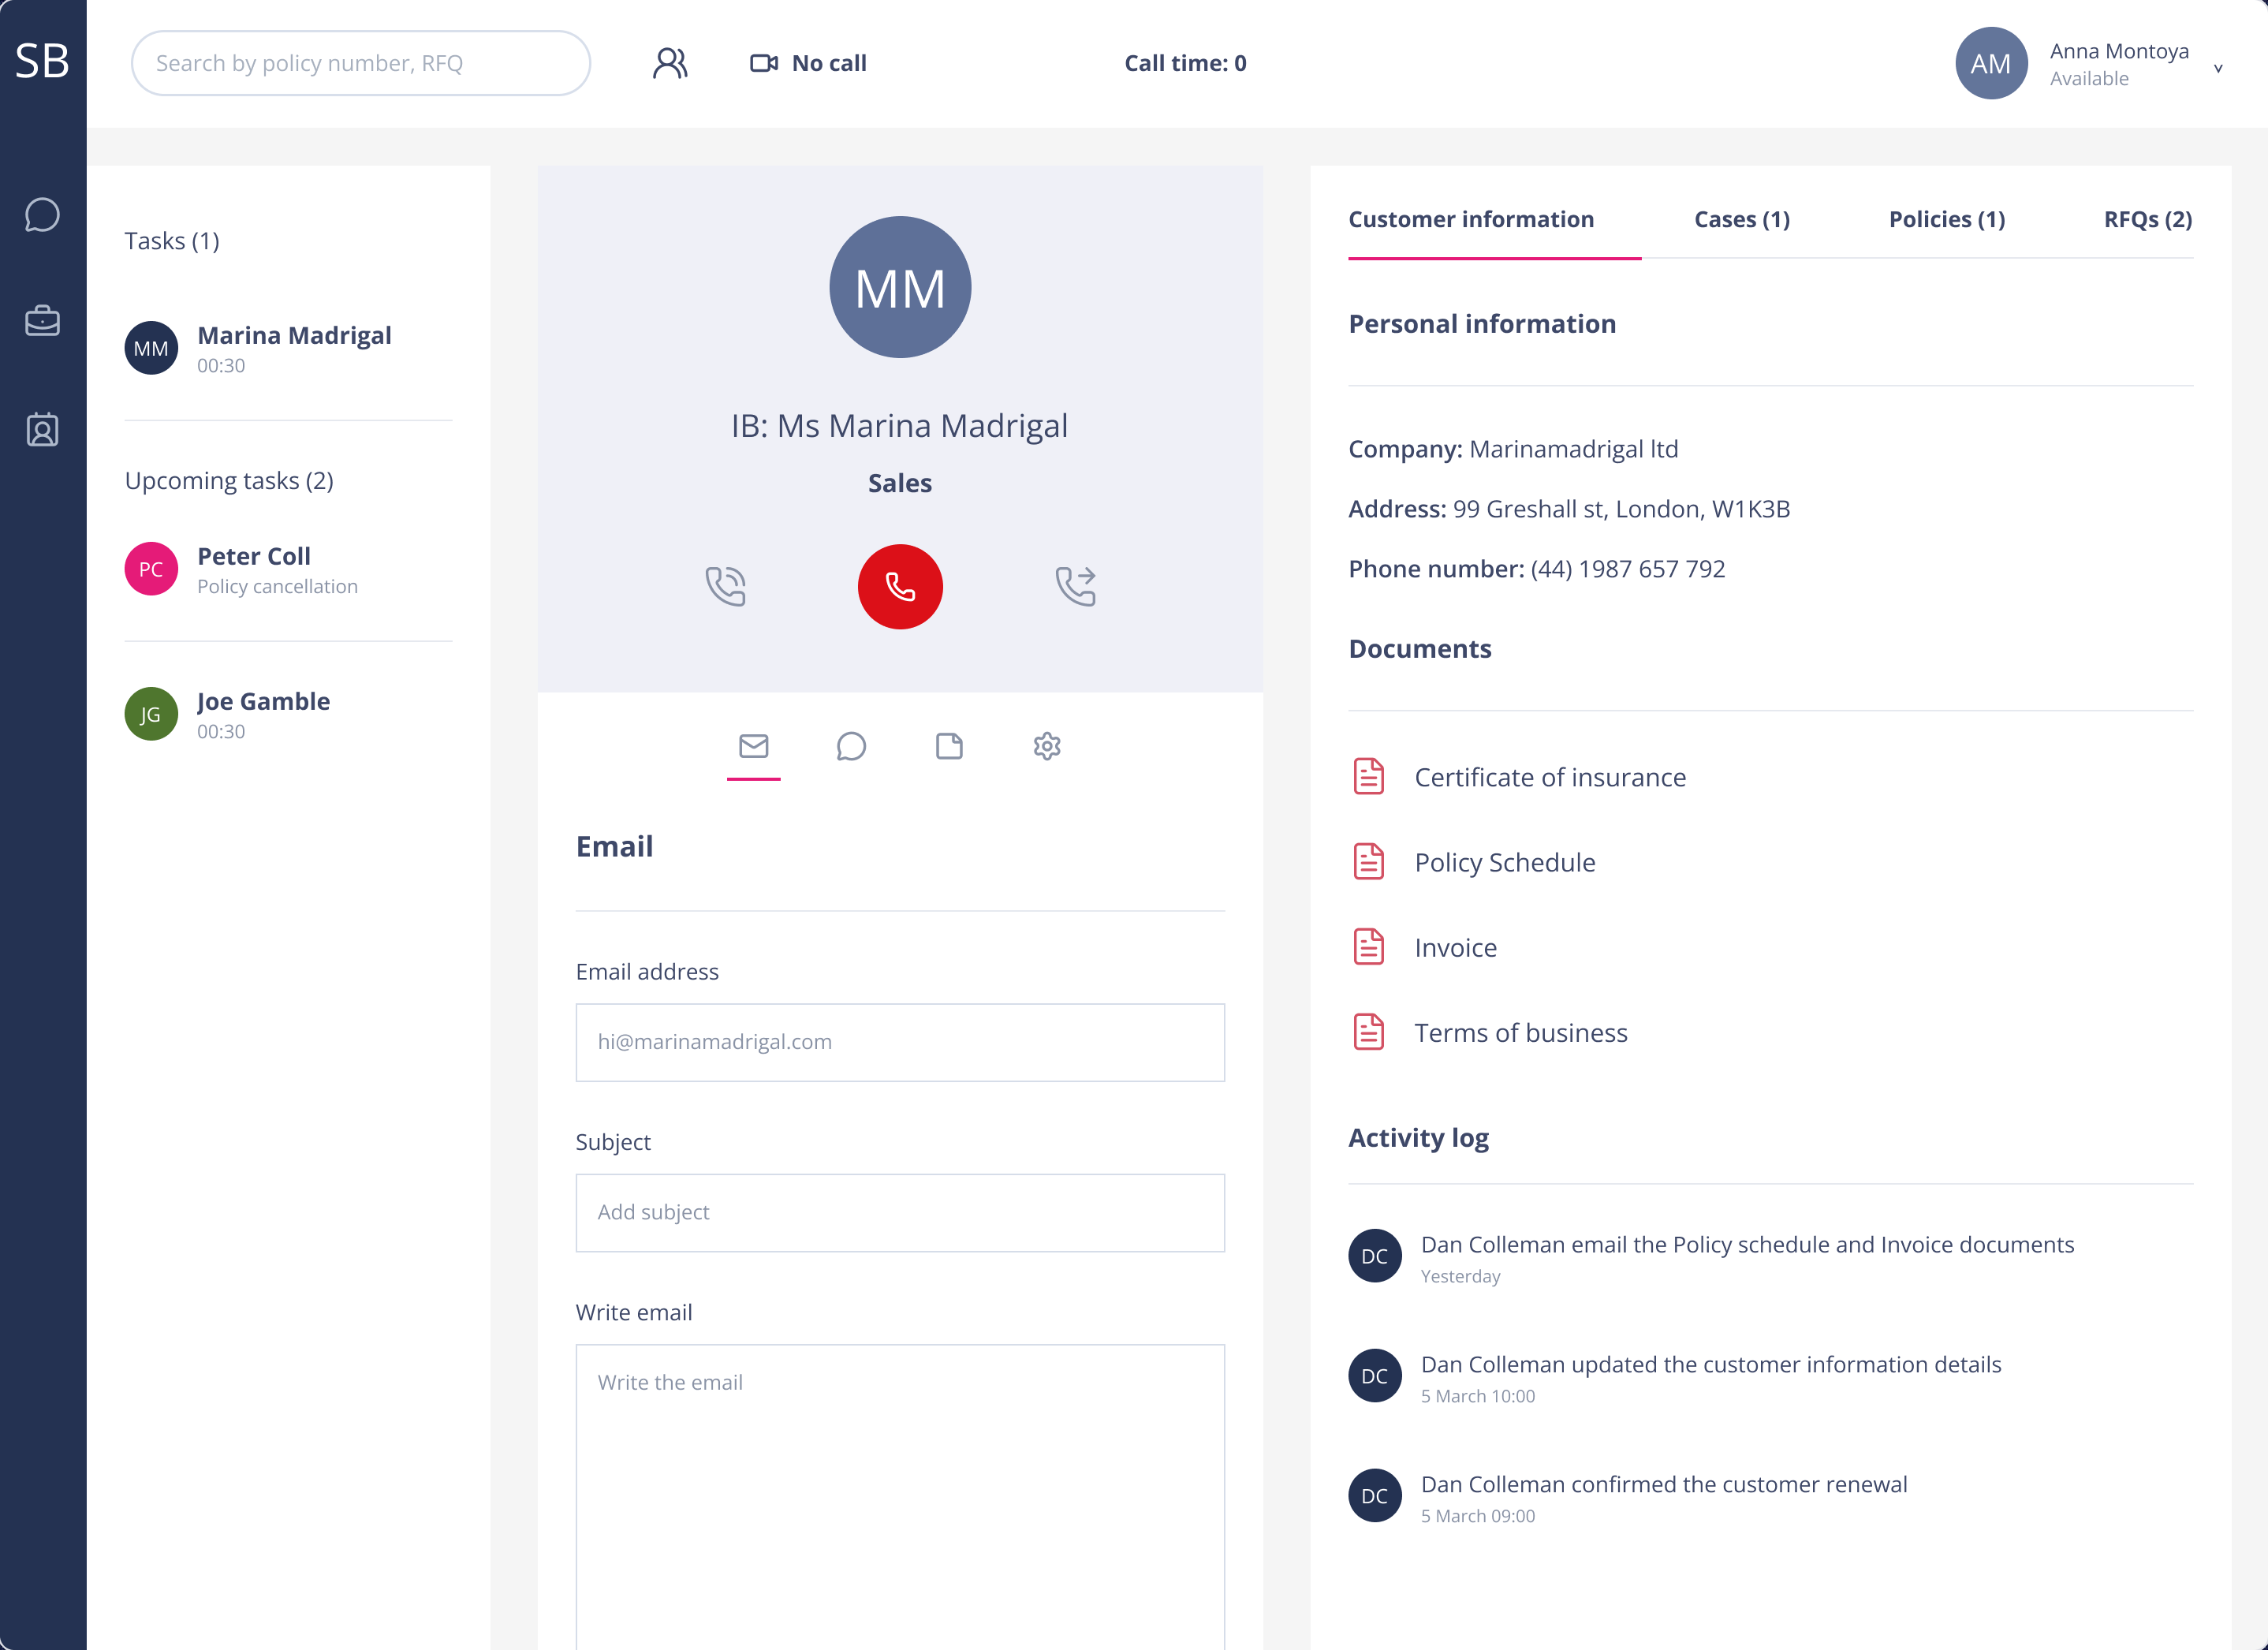 SB
Search by policy number, RFQ
No call
Call time: 0
AM
Anna Montoya
Available
Tasks (1)
MM
Marina Madrigal
00:30
Upcoming tasks (2)
PC
Peter Coll
Policy cancellation
JG
Joe Gamble
00:30
MM
IB: Ms Marina Madrigal
Sales
Email
Email address
hi@marinamadrigal.com
Subject
Add subject
Write email
Write the email
Customer information
Cases (1)
Policies (1)
RFQs (2)
Personal information
Company: Marinamadrigal ltd
Address: 99 Greshall st, London, W1K3B
Phone number: (44) 1987 657 792
Documents
Certificate of insurance
Policy Schedule
Invoice
Terms of business
Activity log
DC
Dan Colleman email the Policy schedule and Invoice documents
Yesterday
DC
Dan Colleman updated the customer information details
5 March 10:00
DC
Dan Colleman confirmed the customer renewal
5 March 09:00